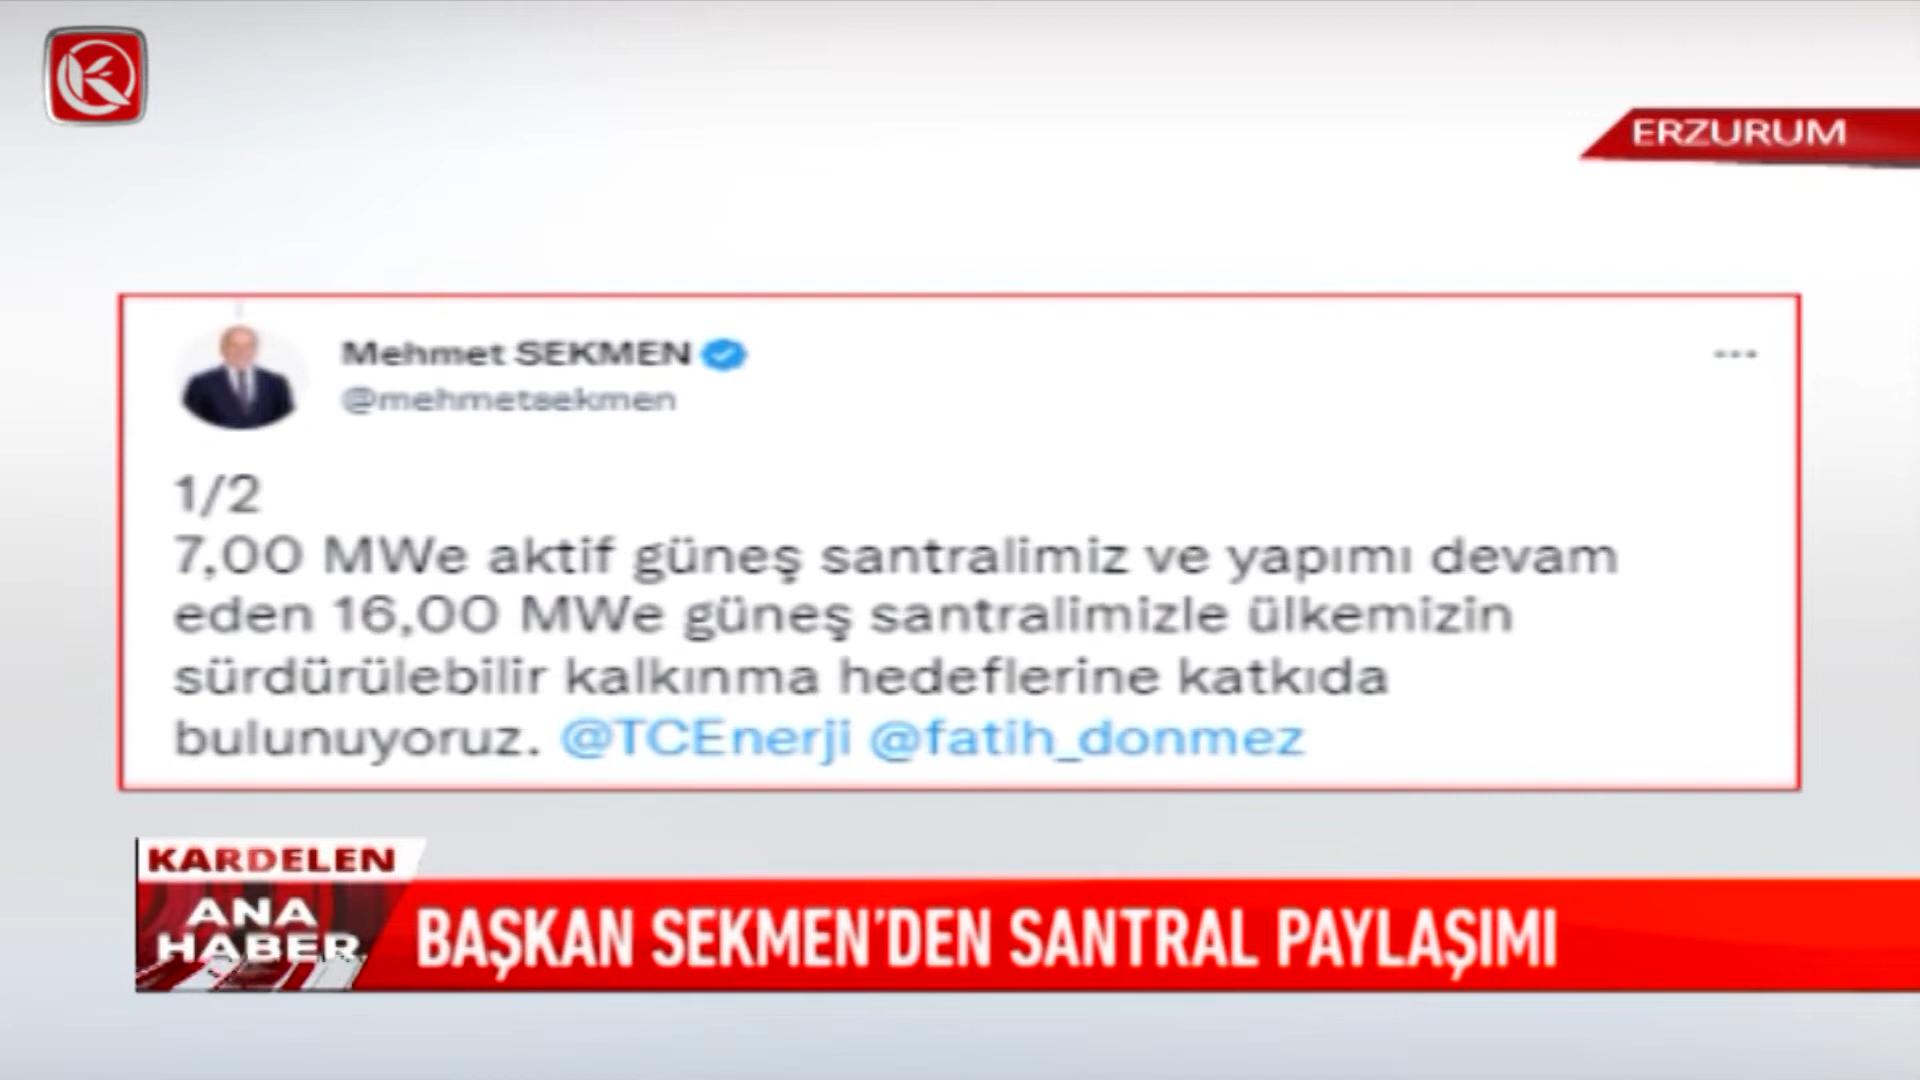 ERZURUM
Mehmet SEKMEN
@mehmetsekmen
1/2
7,00 MWe aktif güneş santralimiz ve yapımı devam
eden 16,00 MWe güneş santralimizle ülkemizin
sürdürülebilir kalkınma hedeflerine katkıda
bulunuyoruz. @TCEnerji @fatih_donmez
KARDELEN
ANA
HABER
BAŞKAN SEKMEN'DEN SANTRAL PAYLAŞIMI